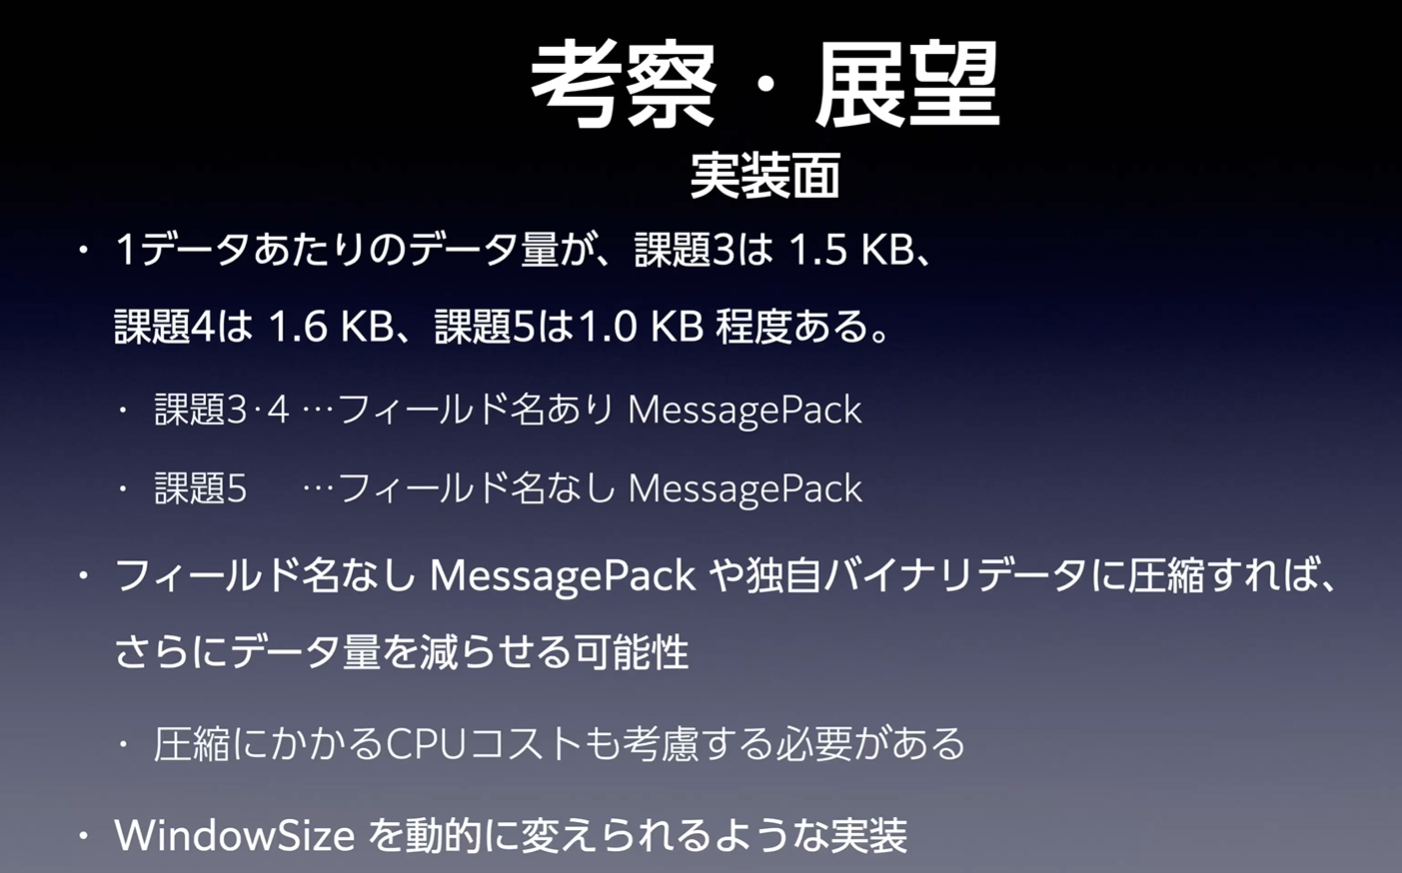 考察・展望
実装面
・ 1データあたりのデータ量が、課題3は 1.5 KB、
課題4は 1.6 KB、課題5は1.0 KB 程度ある。
・ 課題3·4 …フィールド名あり MessagePack
・ 課題5 …フィールド名なし MessagePack
・ フィールド名なし MessagePack や独自バイナリデータに圧縮すれば、
さらにデータ量を減らせる可能性
・ 圧縮にかかるCPUコストも考慮する必要がある
・ WindowSize を動的に変えられるような実装